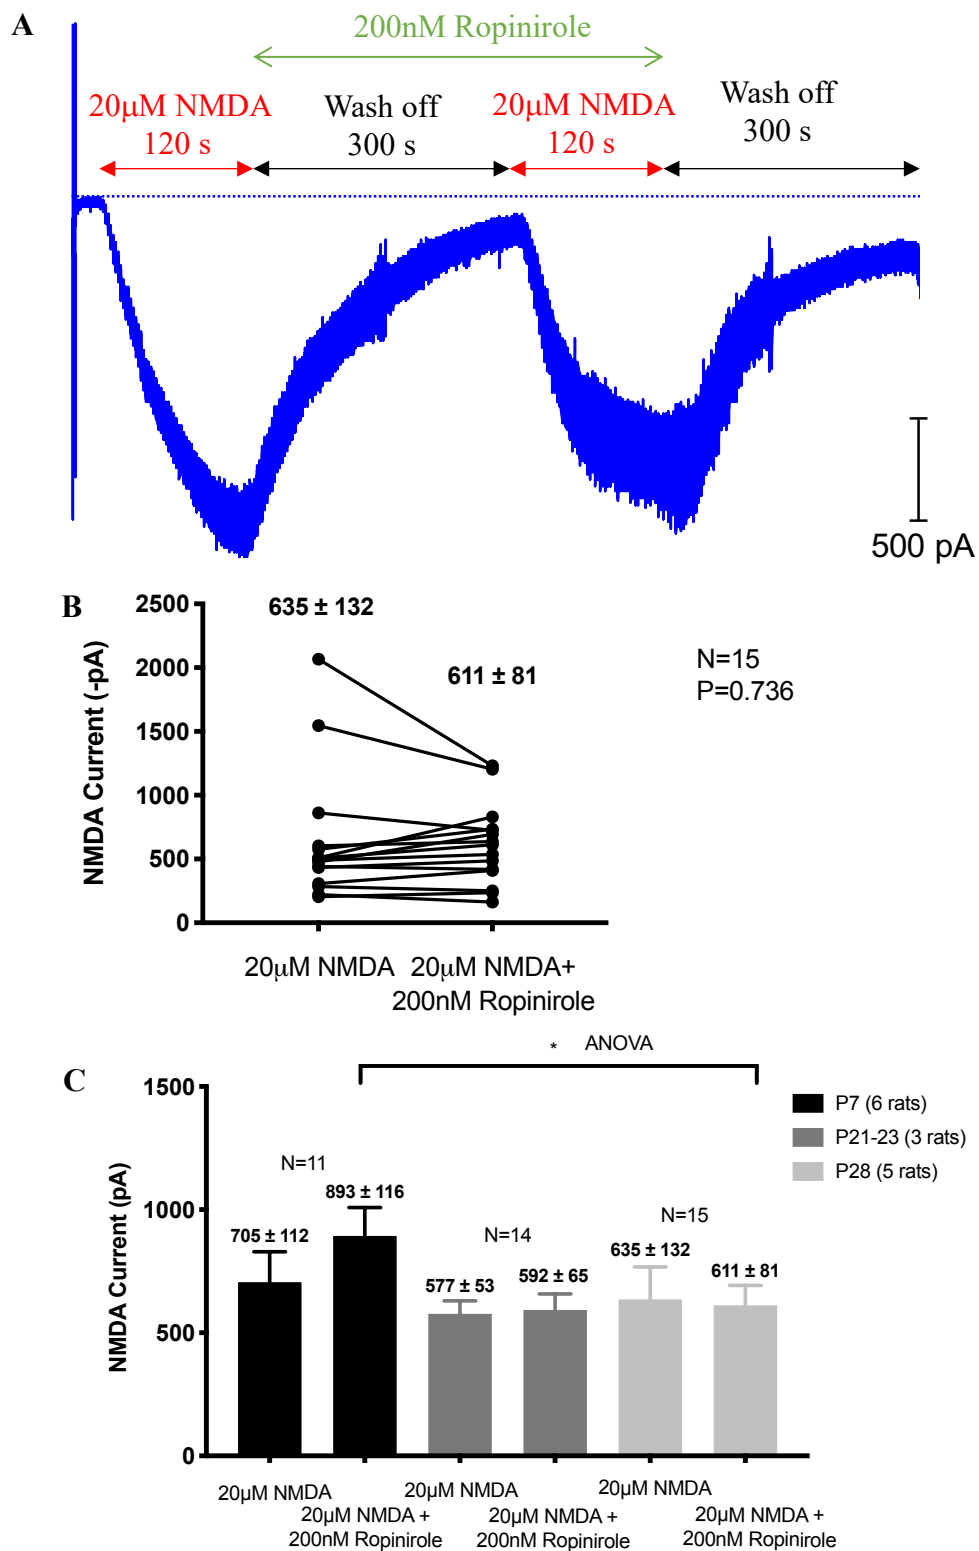 A
200nM Ropinirole
20μM NMDA
120 s
Wash off
300 s
20μM NMDA
120 s
Wash off
300 s
500 pA
B
NMDA Current (-pA)
2500
2000
1500
1000
500
0
635 ± 132
611 ± 81
N=15
P=0.736
20μM NMDA
20μM NMDA+
200nM Ropinirole
C
* ANOVA
NMDA Current (pA)
1500
1000
500
0
P7 (6 rats)
P21-23 (3 rats)
P28 (5 rats)
N=11
705 ± 112
893 ± 116
N=14
577 ± 53
592 ± 65
N=15
635 ± 132
611 ± 81
20μM NMDA
20μM NMDA +
200nM Ropinirole
20μM NMDA
20μM NMDA +
200nM Ropinirole
20μM NMDA
20μM NMDA +
200nM Ropinirole